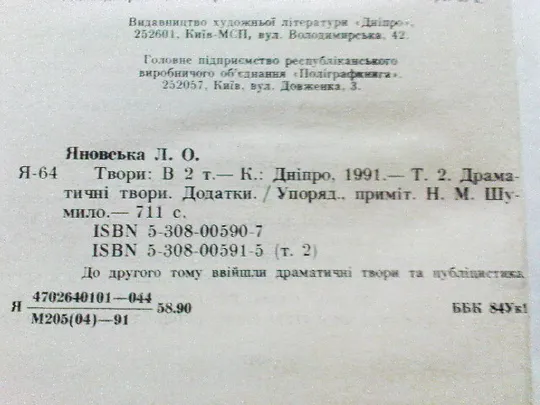 Видавництво художньої літератури «Дніпро».
252601, Київ-МСП, вул. Володимирська, 42.
Головне підприємство республіканського
виробничого об'єднання «Поліграфкнига».
252057, Київ, вул. Довженка, 3.
Яновська Л. О.
Я-64 Твори: В 2 т.— К.: Дніпро, 1991.— Т. 2. Драма-
тичні твори. Додатки. / Упоряд., приміт. Н. М. Шу-
мило.— 711 с.
ISBN 5-308-00590-7
ISBN 5-308-00591-5 (т. 2)
До другого тому ввійшли драматичні твори та публіцистика.
Я 4702640101—044 58.90
М205(04)—91
ББК 84Ук1